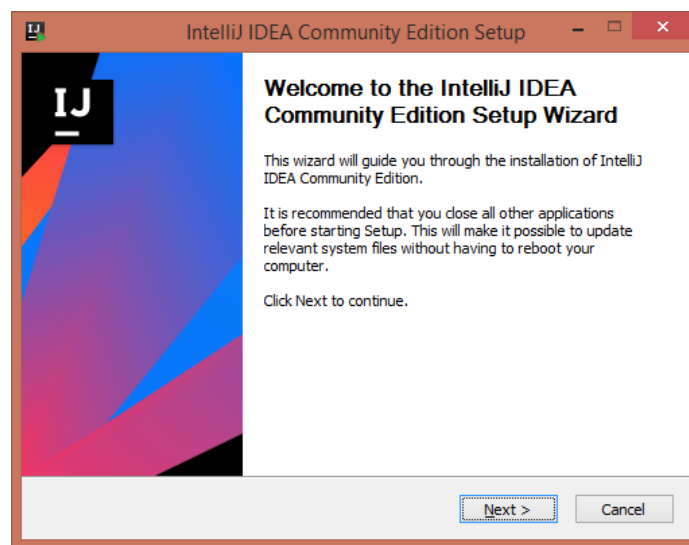 IntelliJ IDEA Community Edition Setup
IJ
Welcome to the IntelliJ IDEA
Community Edition Setup Wizard
This wizard will guide you through the installation of IntelliJ
IDEA Community Edition.
It is recommended that you close all other applications
before starting Setup. This will make it possible to update
relevant system files without having to reboot your
computer.
Click Next to continue.
Next >
Cancel